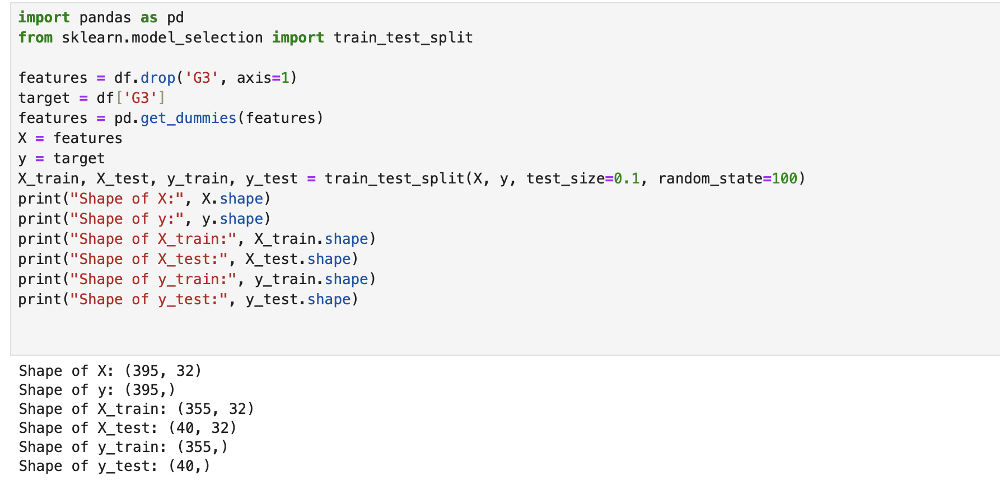 import pandas as pd
from sklearn.model_selection import train_test_split
features = df.drop('G3', axis=1)
target = df['G3']
features = pd.get_dummies(features)
X = features
y = target
X_train, X_test, y_train, y_test = train_test_split(X, y, test_size=0.1, random_state=100)
print("Shape of X:", X.shape)
print("Shape of y:", y.shape)
print("Shape of X_train:", X_train.shape)
print("Shape of X_test:", X_test.shape)
print("Shape of y_train:", y_train.shape)
print("Shape of y_test:", y_test.shape)
Shape of X: (395, 32)
Shape of y: (395,)
Shape of X_train: (355, 32)
Shape of X_test: (40, 32)
Shape of y_train: (355,)
Shape of y_test: (40,)